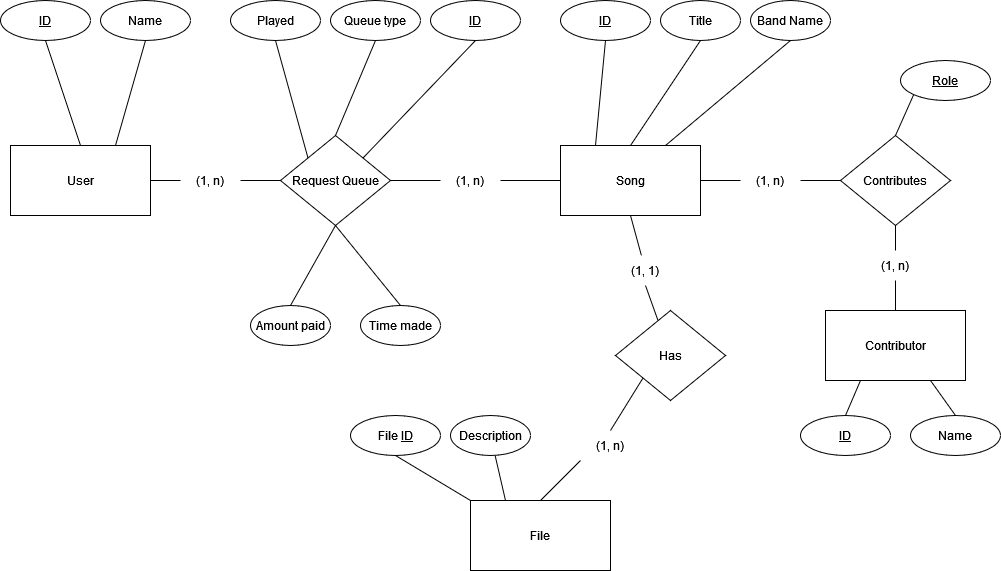 ID
Name
Played
Queue type
ID
ID
Title
Band Name
Role
User
(1, n)
Request Queue
(1, n)
Song
(1, n)
Contributes
(1, 1)
(1, n)
Amount paid
Time made
Has
Contributor
File ID
Description
(1, n)
ID
Name
File